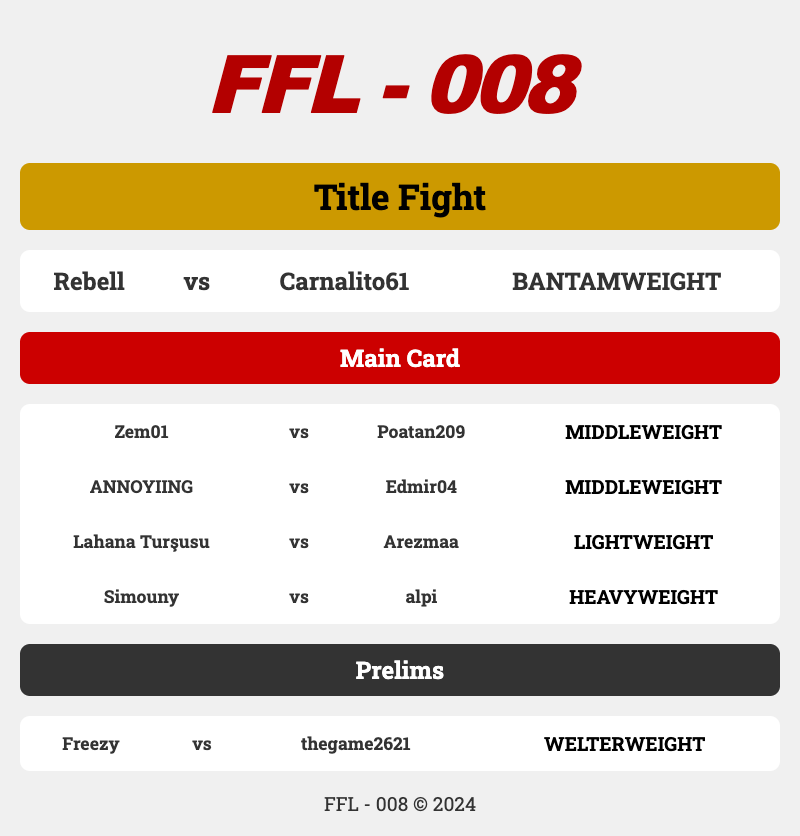 FFL - 008
Title Fight
Rebell vs Carnalito61 BANTAMWEIGHT
Main Card
Zem01 vs Poatan209 MIDDLEWEIGHT
ANNOYIING vs Edmir04 MIDDLEWEIGHT
Lahana Turşusu vs Arezmaa LIGHTWEIGHT
Simouny vs alpi HEAVYWEIGHT
Prelims
Freezy vs thegame2621 WELTERWEIGHT
FFL - 008 © 2024